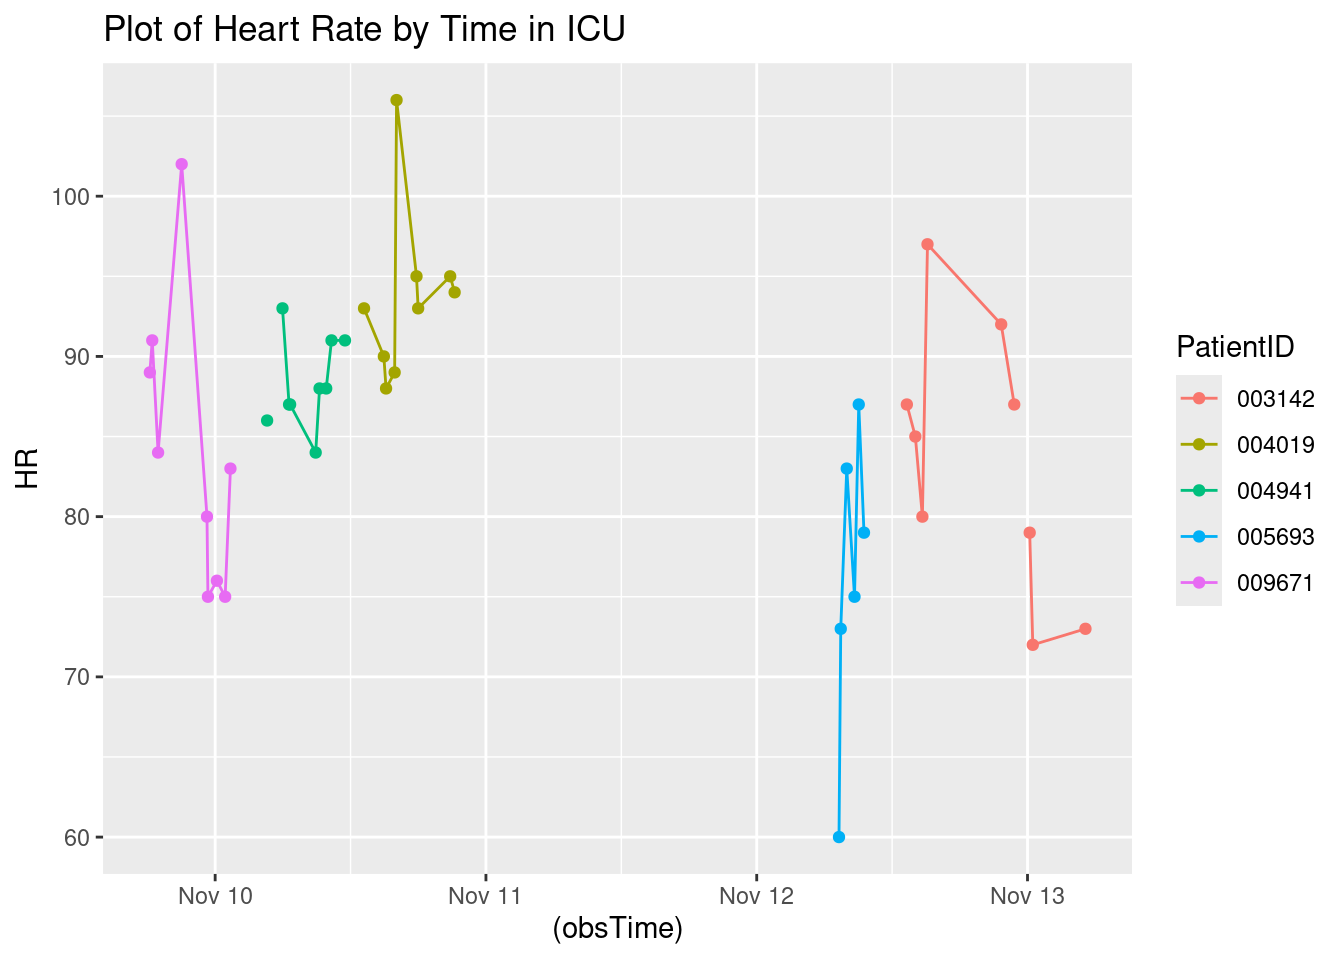 Plot of Heart Rate by Time in ICU
HR
100
90
80
70
60
Nov 10
Nov 11
Nov 12
Nov 13
(obsTime)
PatientID
003142
004019
004941
005693
009671